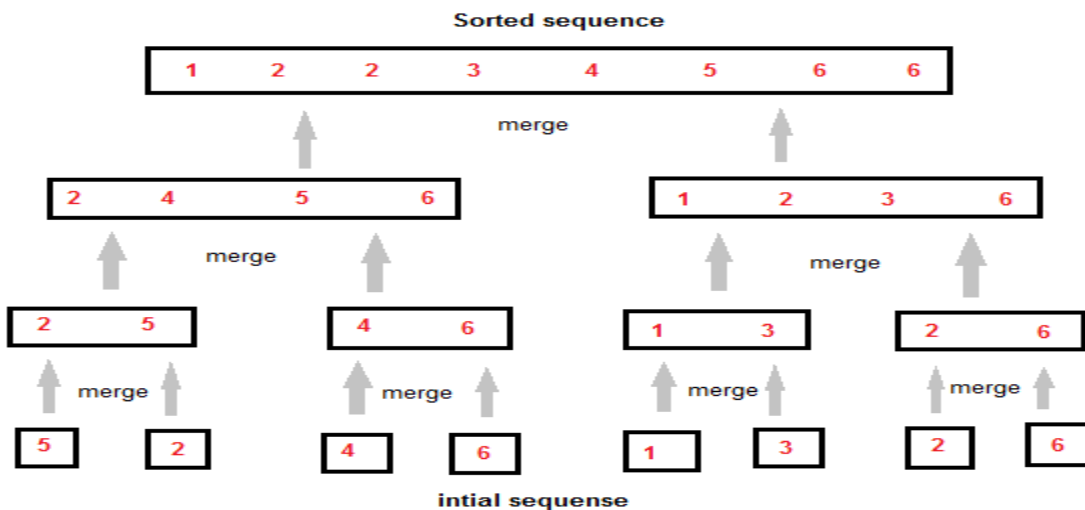 Sorted sequence
1 2 2 3 4 5 6 6
merge
2 4 5 6 1 2 3 6
merge merge
2 5 4 6 1 3 2 6
merge merge merge merge
5 2 4 6 1 3 2 6
intial sequense